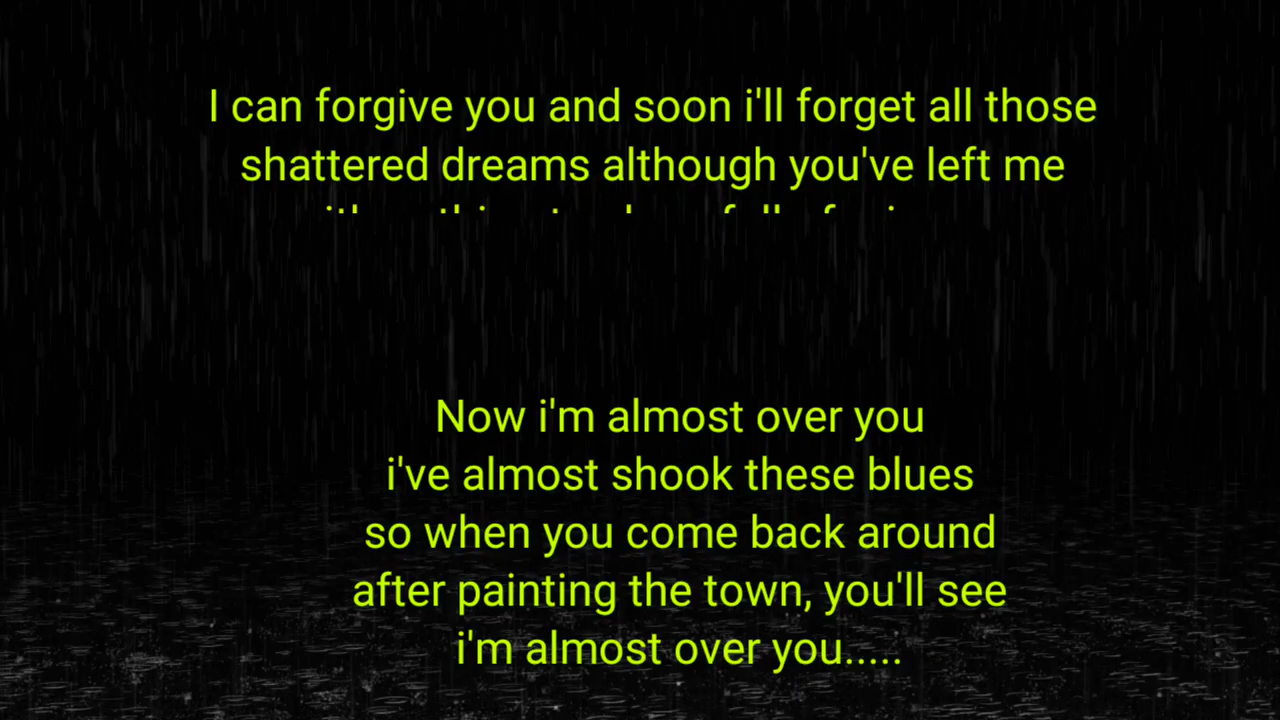 I can forgive you and soon i'll forget all those
shattered dreams although you've left me
Now i'm almost over you
i've almost shook these blues
so when you come back around
after painting the town, you'll see
i'm almost over you.....